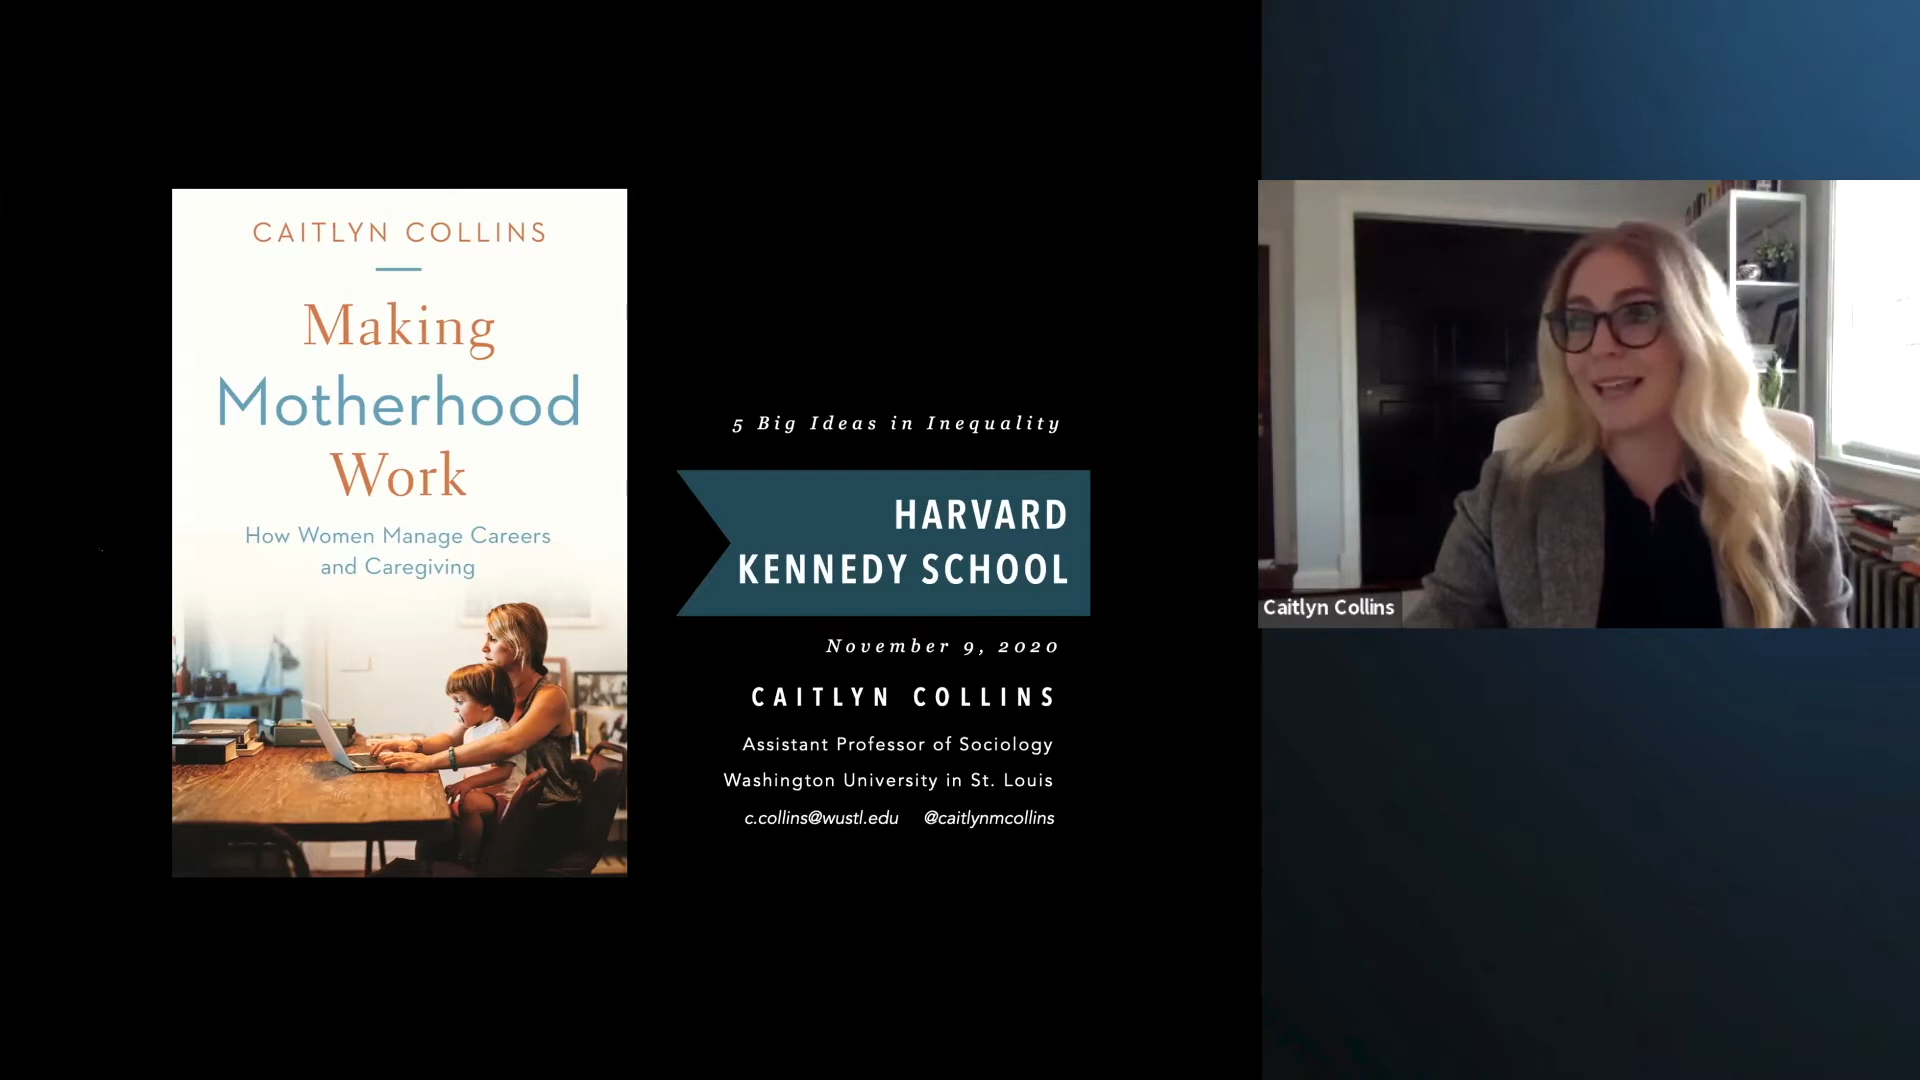 CAITLYN COLLINS
Making
Motherhood
Work
How Women Manage Careers
and Caregiving
5 Big Ideas in Inequality
HARVARD
KENNEDY SCHOOL
November 9, 2020
CAITLYN COLLINS
Assistant Professor of Sociology
Washington University in St. Louis
c.collins@wustl.edu @caitlynmcollins
Caitlyn Collins